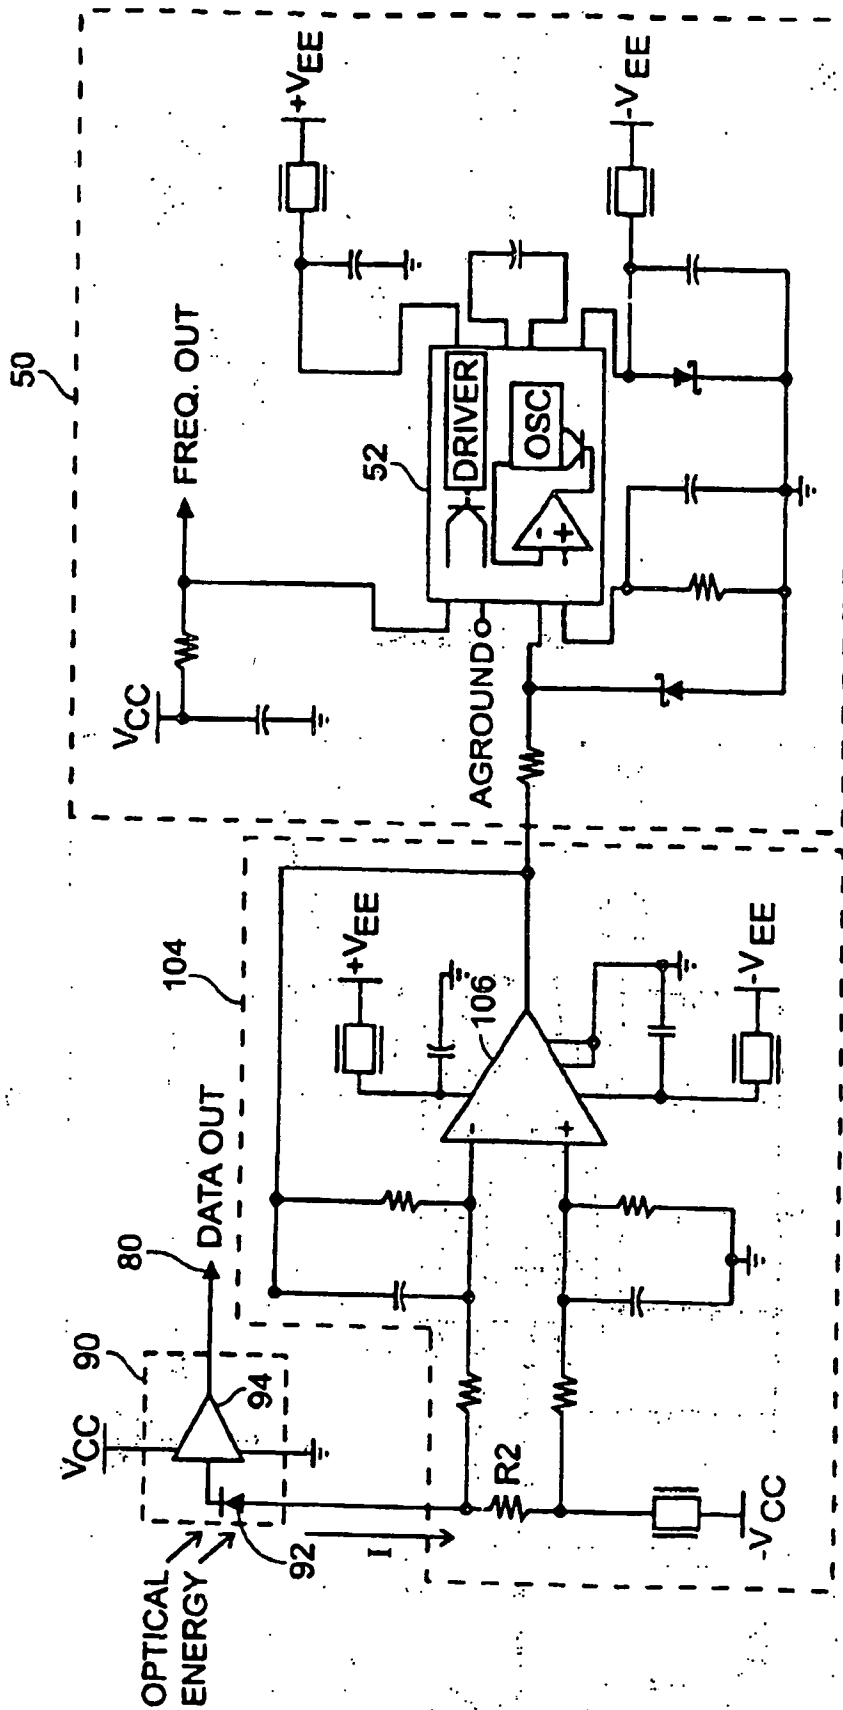 50
+VEE
FREQ. OUT
-VEE
52
DRIVER
OSC
-
+
VCC
AGROUND
104
+VEE
106
-
+
-VEE
80
DATA OUT
90
94
VCC
92
OPTICAL
ENERGY
I
R2
-VCC